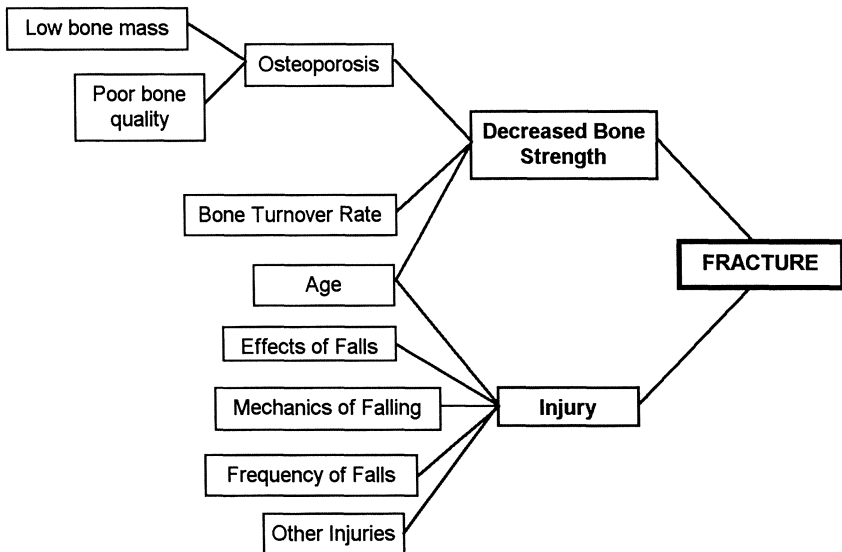 Low bone mass
Osteoporosis
Poor bone
quality
Decreased Bone
Strength
Bone Turnover Rate
FRACTURE
Age
Effects of Falls
Mechanics of Falling
Injury
Frequency of Falls
Other Injuries